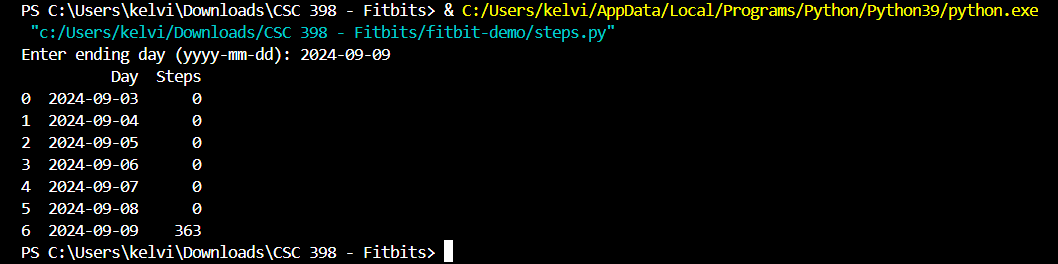 PS C:\Users\kelvi\Downloads\CSC 398 - Fitbits> & C:/Users/kelvi/AppData/Local/Programs/Python/Python39/python.exe
"c:/Users/kelvi/Downloads/CSC 398 - Fitbits/fitbit-demo/steps.py"
Enter ending day (yyyy-mm-dd): 2024-09-09
Day Steps
0 2024-09-03 0
1 2024-09-04 0
2 2024-09-05 0
3 2024-09-06 0
4 2024-09-07 0
5 2024-09-08 0
6 2024-09-09 363
PS C:\Users\kelvi\Downloads\CSC 398 - Fitbits>